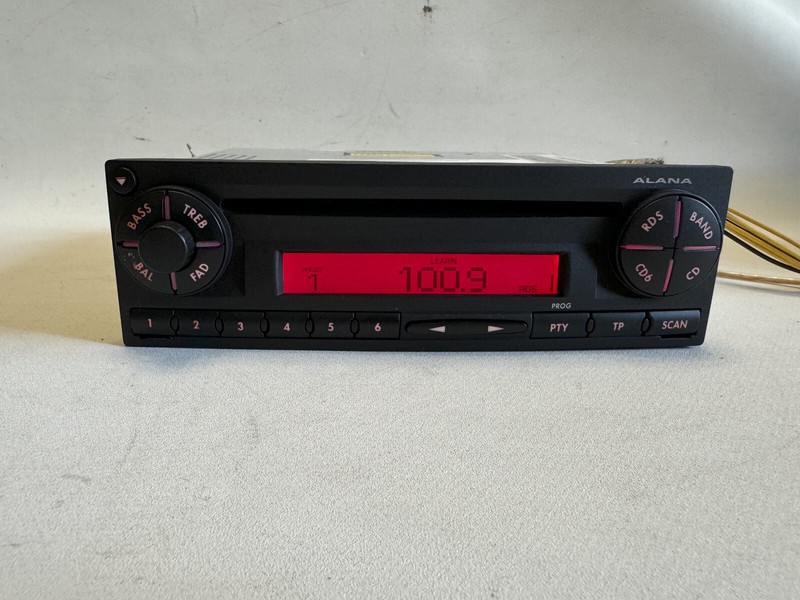 A'LANA
BASS
TREB
BAL
FAD
RDS
BAND
CD6
CD
LEARN
1
100.9
RDS
PROG
1 2 3 4 5 6 PTY TP SCAN